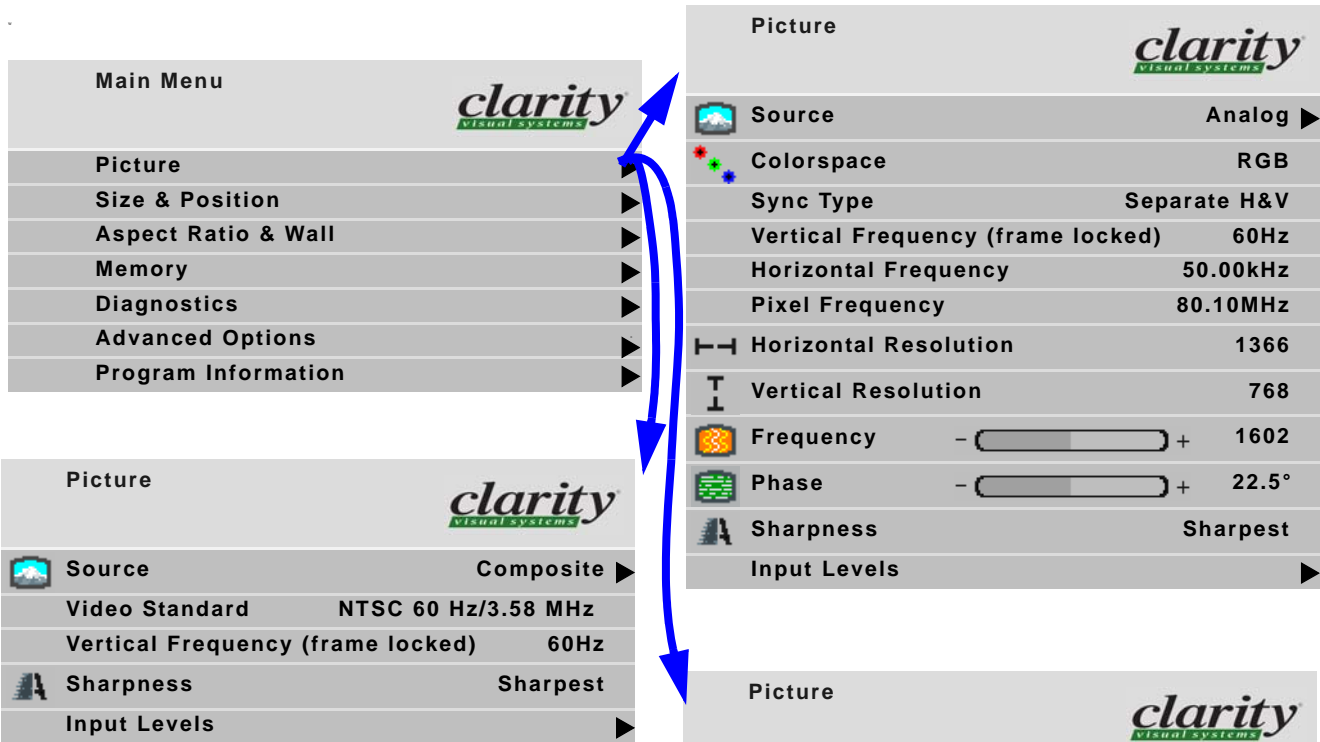 Main Menu
clarity
visual systems
Picture
Size & Position
Aspect Ratio & Wall
Memory
Diagnostics
Advanced Options
Program Information
Picture
clarity
visual systems
Source Analog
Colorspace RGB
Sync Type Separate H&V
Vertical Frequency (frame locked) 60Hz
Horizontal Frequency 50.00kHz
Pixel Frequency 80.10MHz
Horizontal Resolution 1366
Vertical Resolution 768
Frequency - + 1602
Phase - + 22.5°
Sharpness Sharpest
Input Levels
Picture
clarity
visual systems
Source Composite
Video Standard NTSC 60 Hz/3.58 MHz
Vertical Frequency (frame locked) 60Hz
Sharpness Sharpest
Input Levels
Picture
clarity
visual systems